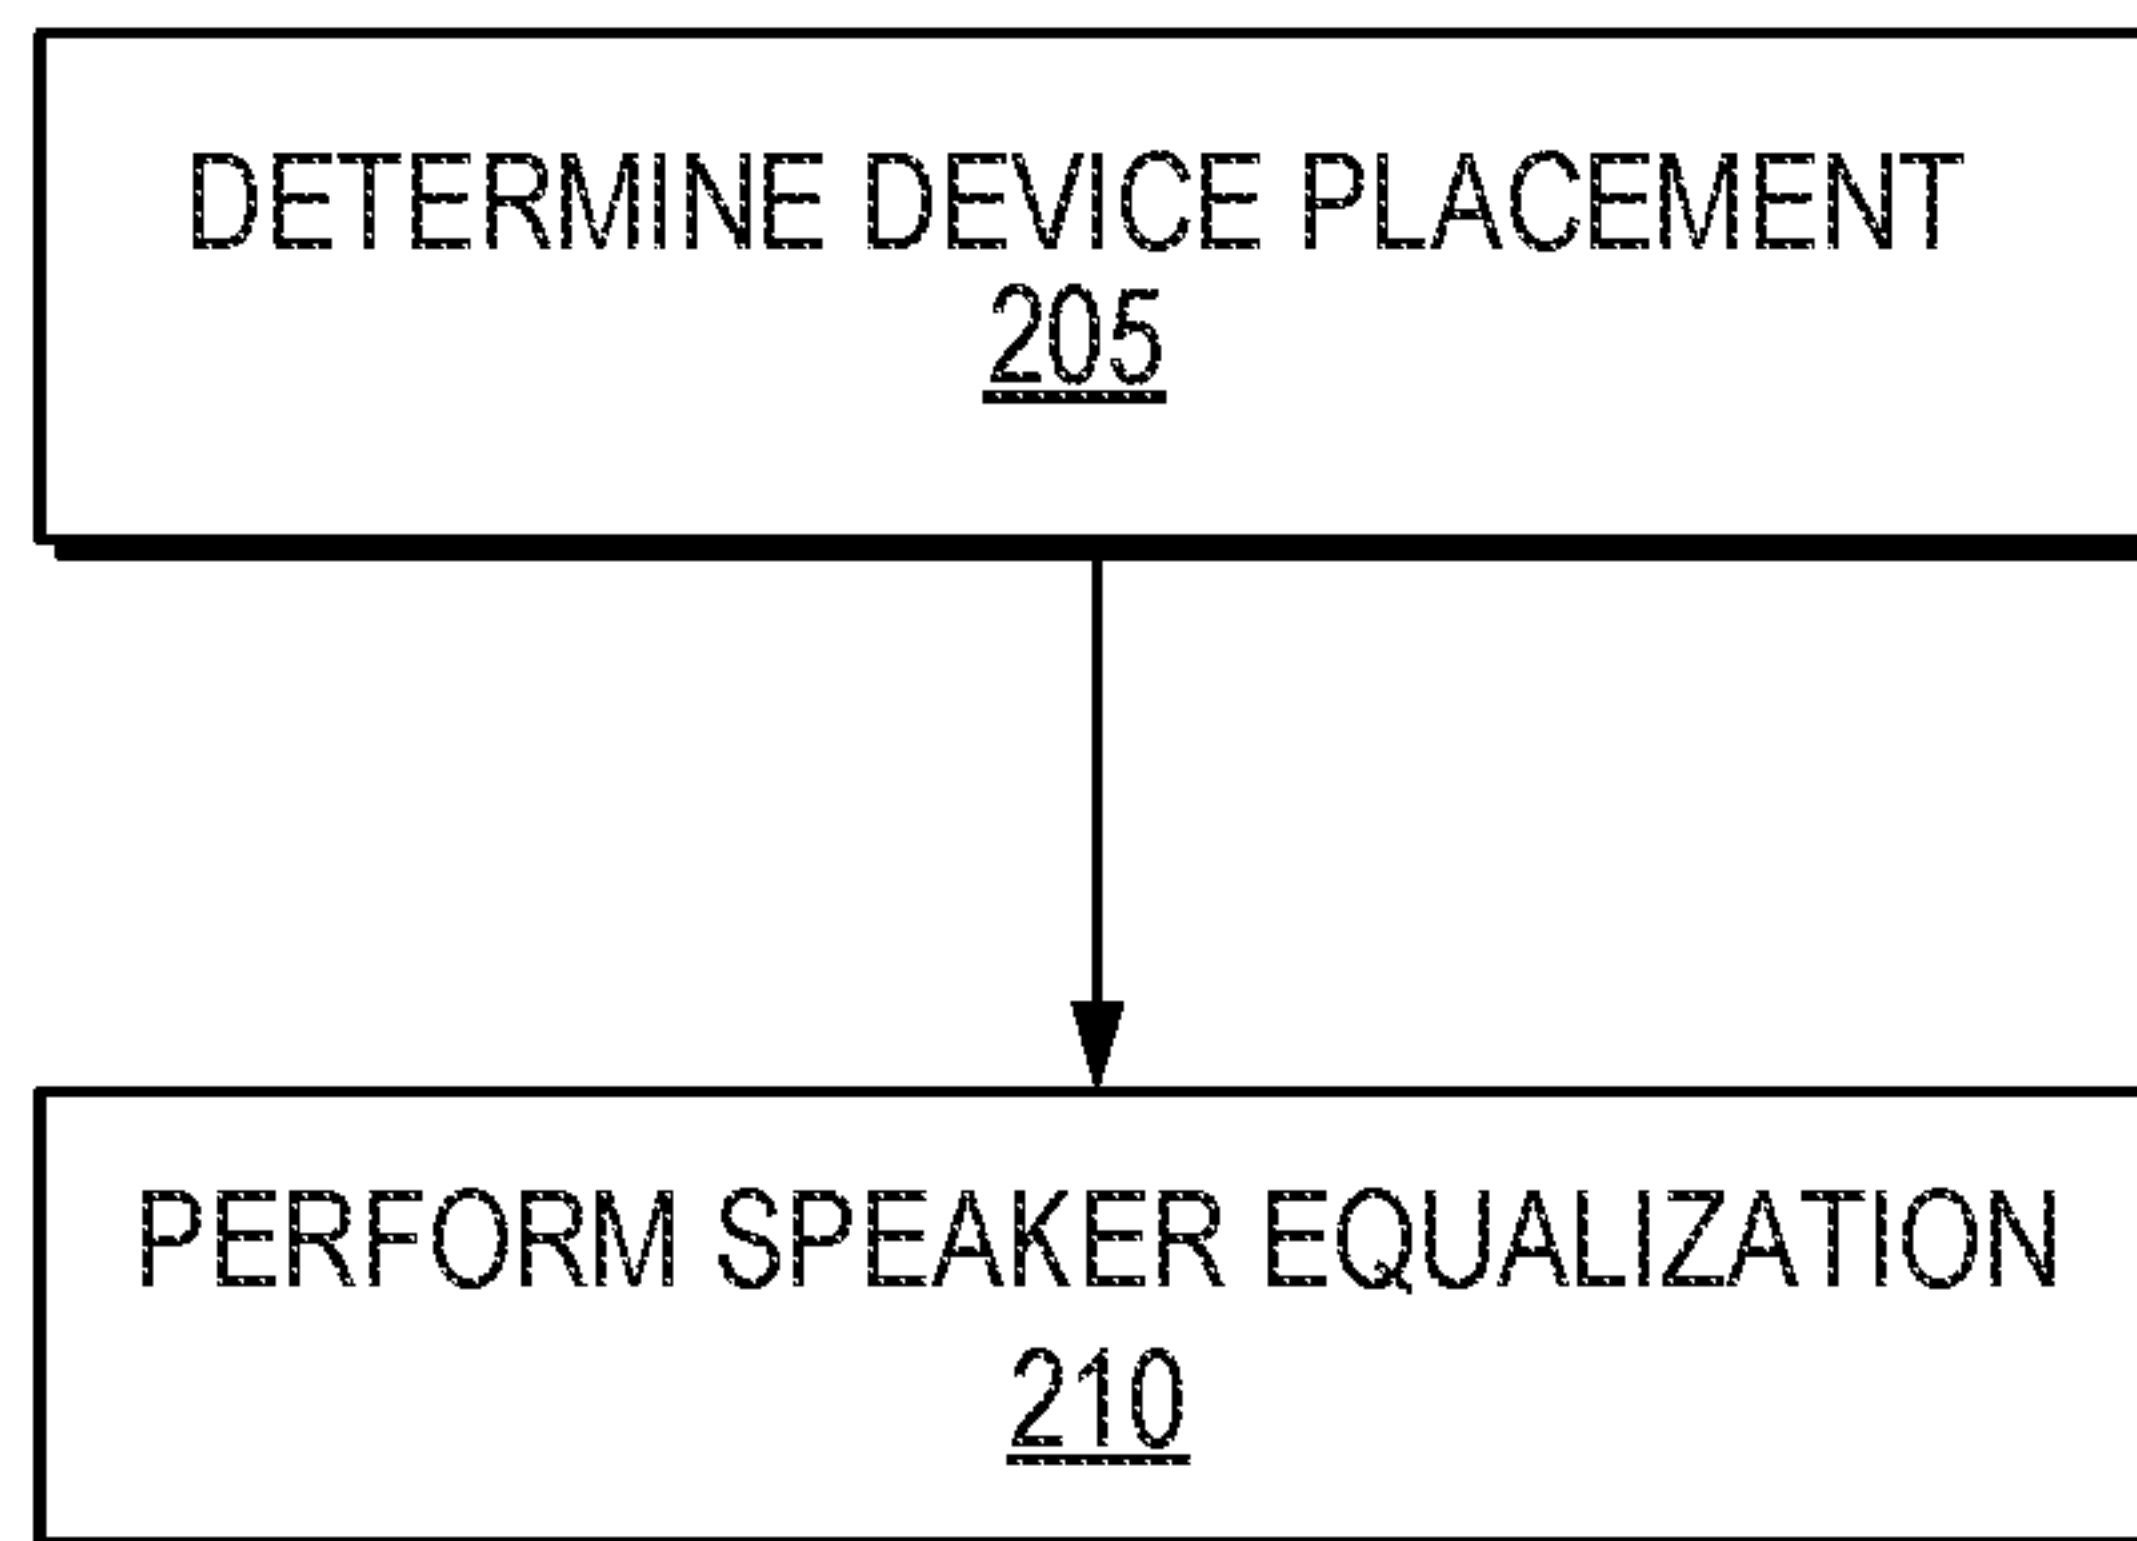 DETERMINE DEVICE PLACEMENT
205
PERFORM SPEAKER EQUALIZATION
210